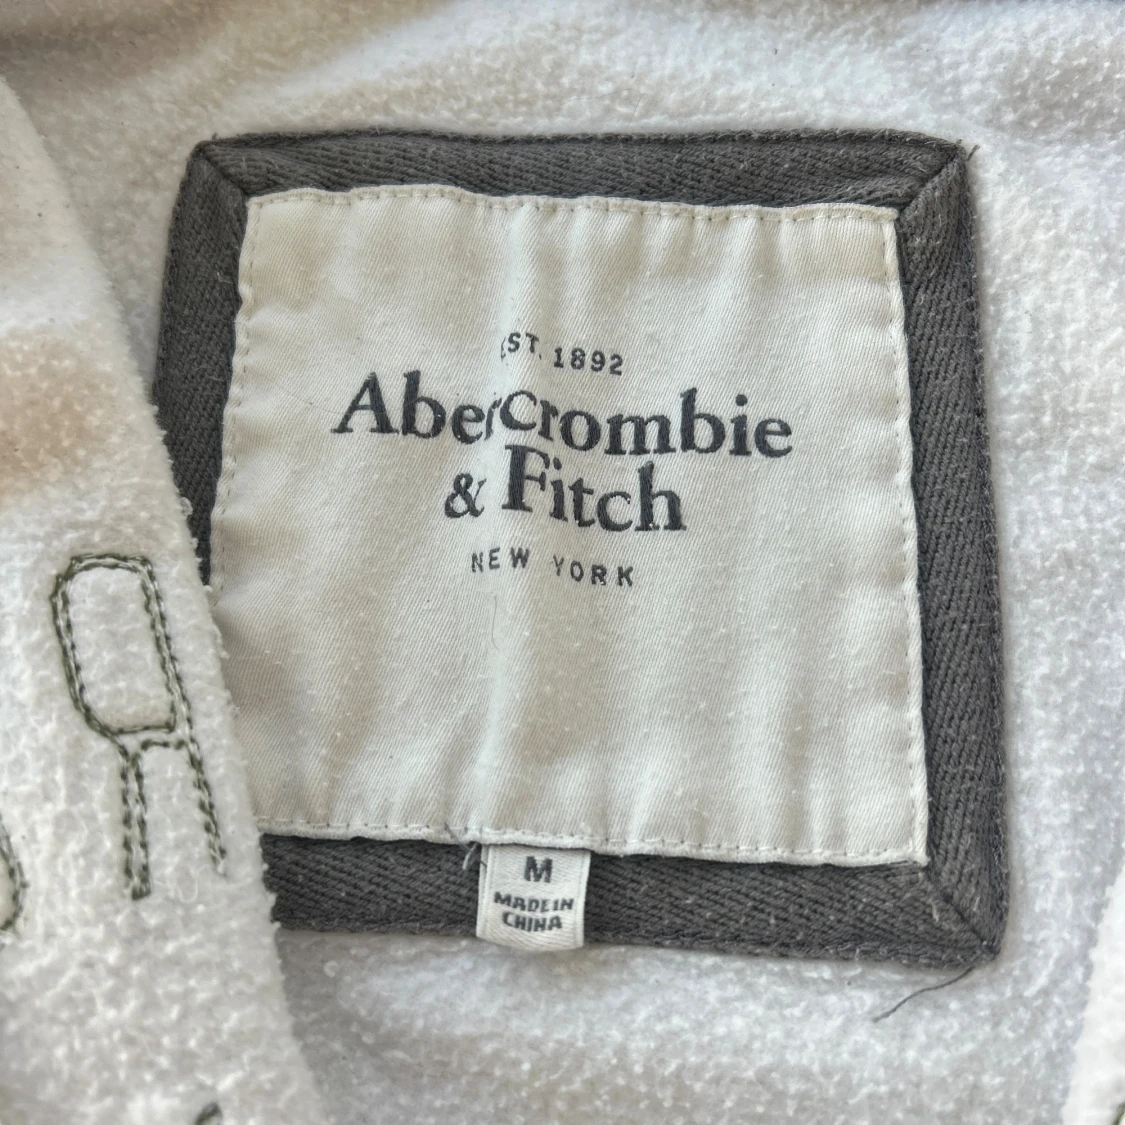 EST. 1892
Abercrombie
& Fitch
NEW YORK
M
MADE IN
CHINA